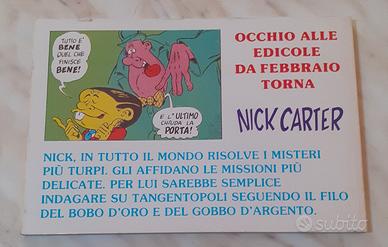 TUTTO E'
BENE
QUEL CHE
FINISCE
BENE!
E L'ULTIMO
CHIUDA LA
PORTA!
OCCHIO ALLE
EDICOLE
DA FEBBRAIO
TORNA
NICK CARTER
NICK, IN TUTTO IL MONDO RISOLVE I MISTERI
PIÙ TURPI. GLI AFFIDANO LE MISSIONI PIÙ
DELICATE. PER LUI SAREBBE SEMPLICE
INDAGARE SU TANGENTOPOLI SEGUENDO IL FILO
DEL BOBO D'ORO E DEL GOBBO D'ARGENTO.
subito